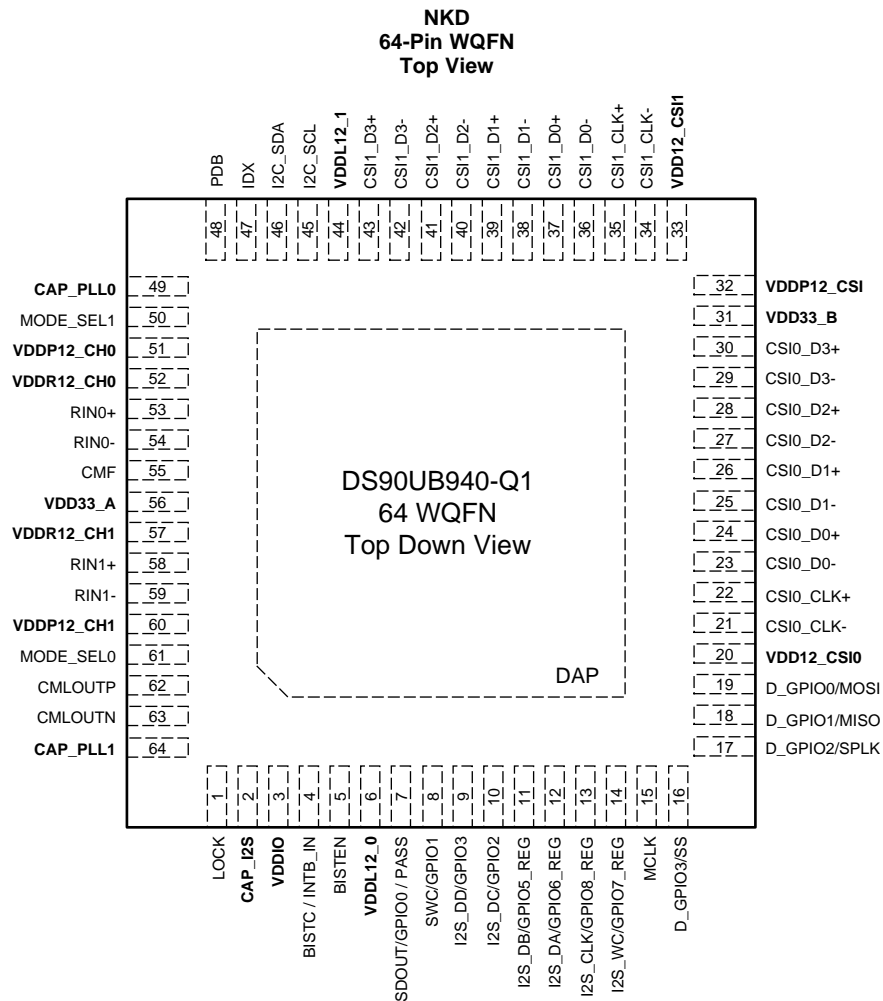 NKD
64-Pin WQFN
Top View
PDB
IDX
I2C_SDA
I2C_SCL
VDDL12_1
CSI1_D3+
CSI1_D3-
CSI1_D2+
CSI1_D2-
CSI1_D1+
CSI1_D1-
CSI1_D0+
CSI1_D0-
CSI1_CLK+
CSI1_CLK-
VDD12_CSI1
48
47
46
45
44
43
42
41
40
39
38
37
36
35
34
33
CAP_PLL0 49
MODE_SEL1 50
VDDP12_CH0 51
VDDR12_CH0 52
RIN0+ 53
RIN0- 54
CMF 55
VDD33_A 56
VDDR12_CH1 57
RIN1+ 58
RIN1- 59
VDDP12_CH1 60
MODE_SEL0 61
CMLOUTP 62
CMLOUTN 63
CAP_PLL1 64
DS90UB940-Q1
64 WQFN
Top Down View
DAP
32 VDDP12_CSI
31 VDD33_B
30 CSI0_D3+
29 CSI0_D3-
28 CSI0_D2+
27 CSI0_D2-
26 CSI0_D1+
25 CSI0_D1-
24 CSI0_D0+
23 CSI0_D0-
22 CSI0_CLK+
21 CSI0_CLK-
20 VDD12_CSI0
19 D_GPIO0/MOSI
18 D_GPIO1/MISO
17 D_GPIO2/SPLK
1
2
3
4
5
6
7
8
9
10
11
12
13
14
15
16
LOCK
CAP_I2S
VDDIO
BISTC / INTB_IN
BISTEN
VDDL12_0
SDOUT/GPIO0 / PASS
SWC/GPIO1
I2S_DD/GPIO3
I2S_DC/GPIO2
I2S_DB/GPIO5_REG
I2S_DA/GPIO6_REG
I2S_CLK/GPIO8_REG
I2S_WC/GPIO7_REG
MCLK
D_GPIO3/SS